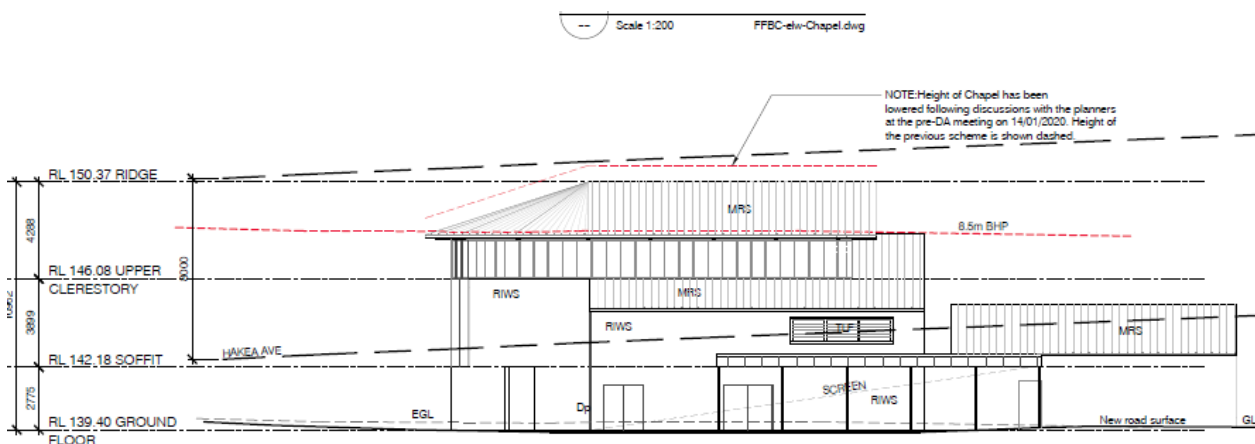 Scale 1:200 FFBC-elw-Chapel.dwg
NOTE:Height of Chapel has been
lowered following discussions with the planners
at the pre-DA meeting on 14/01/2020. Height of
the previous scheme is shown dashed.
RL 150.37 RIDGE
MRS
8.5m BHP
4288
RL 146.08 UPPER
CLERESTORY
RIWS
MRS
3899
RIWS
TLF
MRS
HAKEA AVE
RL 142.18 SOFFIT
SCREEN
2775
RIWS
EGL
Dp
RL 139.40 GROUND
FLOOR
New road surface